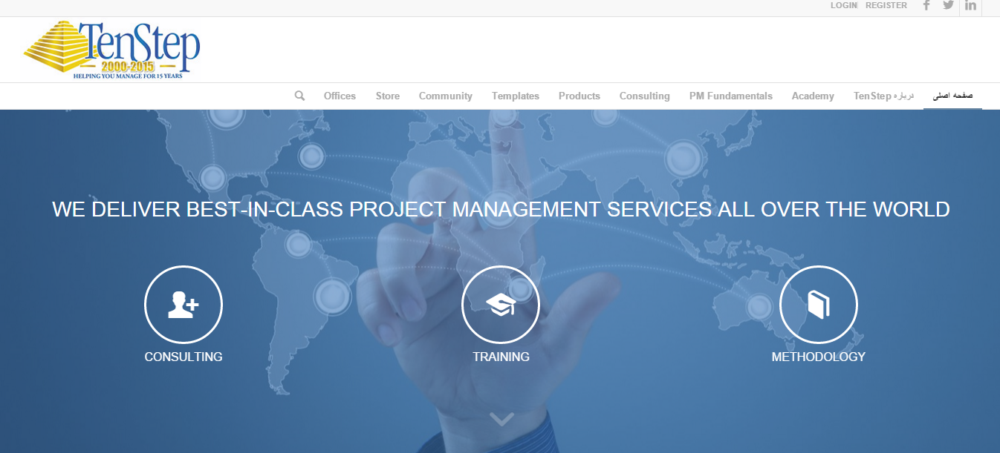 LOGIN REGISTER
TenStep
2000-2015
HELPING YOU MANAGE FOR 15 YEARS
Offices Store Community Templates Products Consulting PM Fundamentals Academy درباره TenStep صفحه اصلی
WE DELIVER BEST-IN-CLASS PROJECT MANAGEMENT SERVICES ALL OVER THE WORLD
CONSULTING TRAINING METHODOLOGY